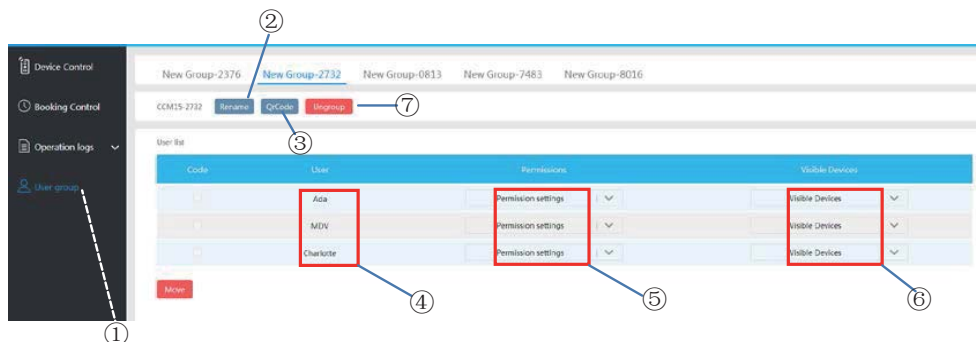 ②
Device Control
New Group-2376 New Group-2732 New Group-0813 New Group-7483 New Group-8016
Booking Control
CCM15-2732 Rename QrCode Ungroup
⑦
③
Operation logs
User list
Code User Permissions Visible Devices
User group
Ada Permission settings Visible Devices
MDV Permission settings Visible Devices
Charlotte Permission settings Visible Devices
Move
④
⑤
⑥
①